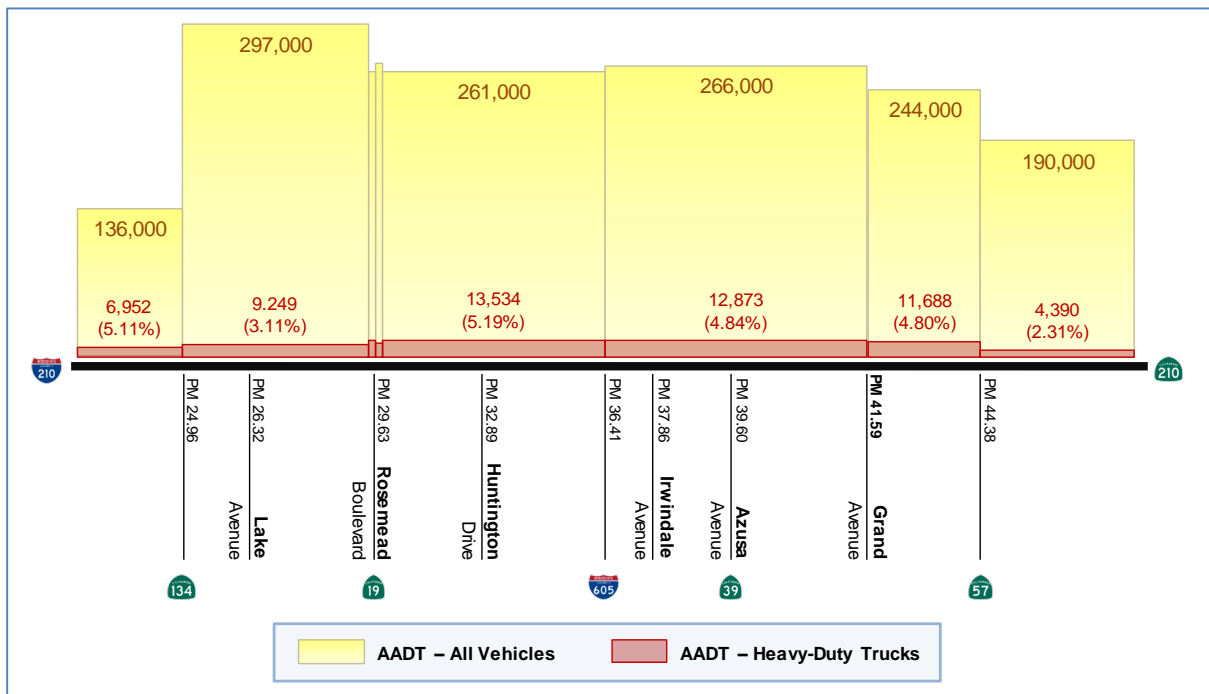 297,000
261,000
266,000
244,000
190,000
136,000
6,952
(5.11%)
9.249
(3.11%)
13,534
(5.19%)
12,873
(4.84%)
11,688
(4.80%)
4,390
(2.31%)
210
210
PM 24.96
PM 26.32
PM 29.63
PM 32.89
PM 36.41
PM 37.86
PM 39.60
PM 41.59
PM 44.38
Lake
Avenue
Rosemead
Boulevard
Huntington
Drive
Irwindale
Avenue
Azusa
Avenue
Grand
Avenue
134
19
605
39
57
AADT – All Vehicles
AADT – Heavy-Duty Trucks